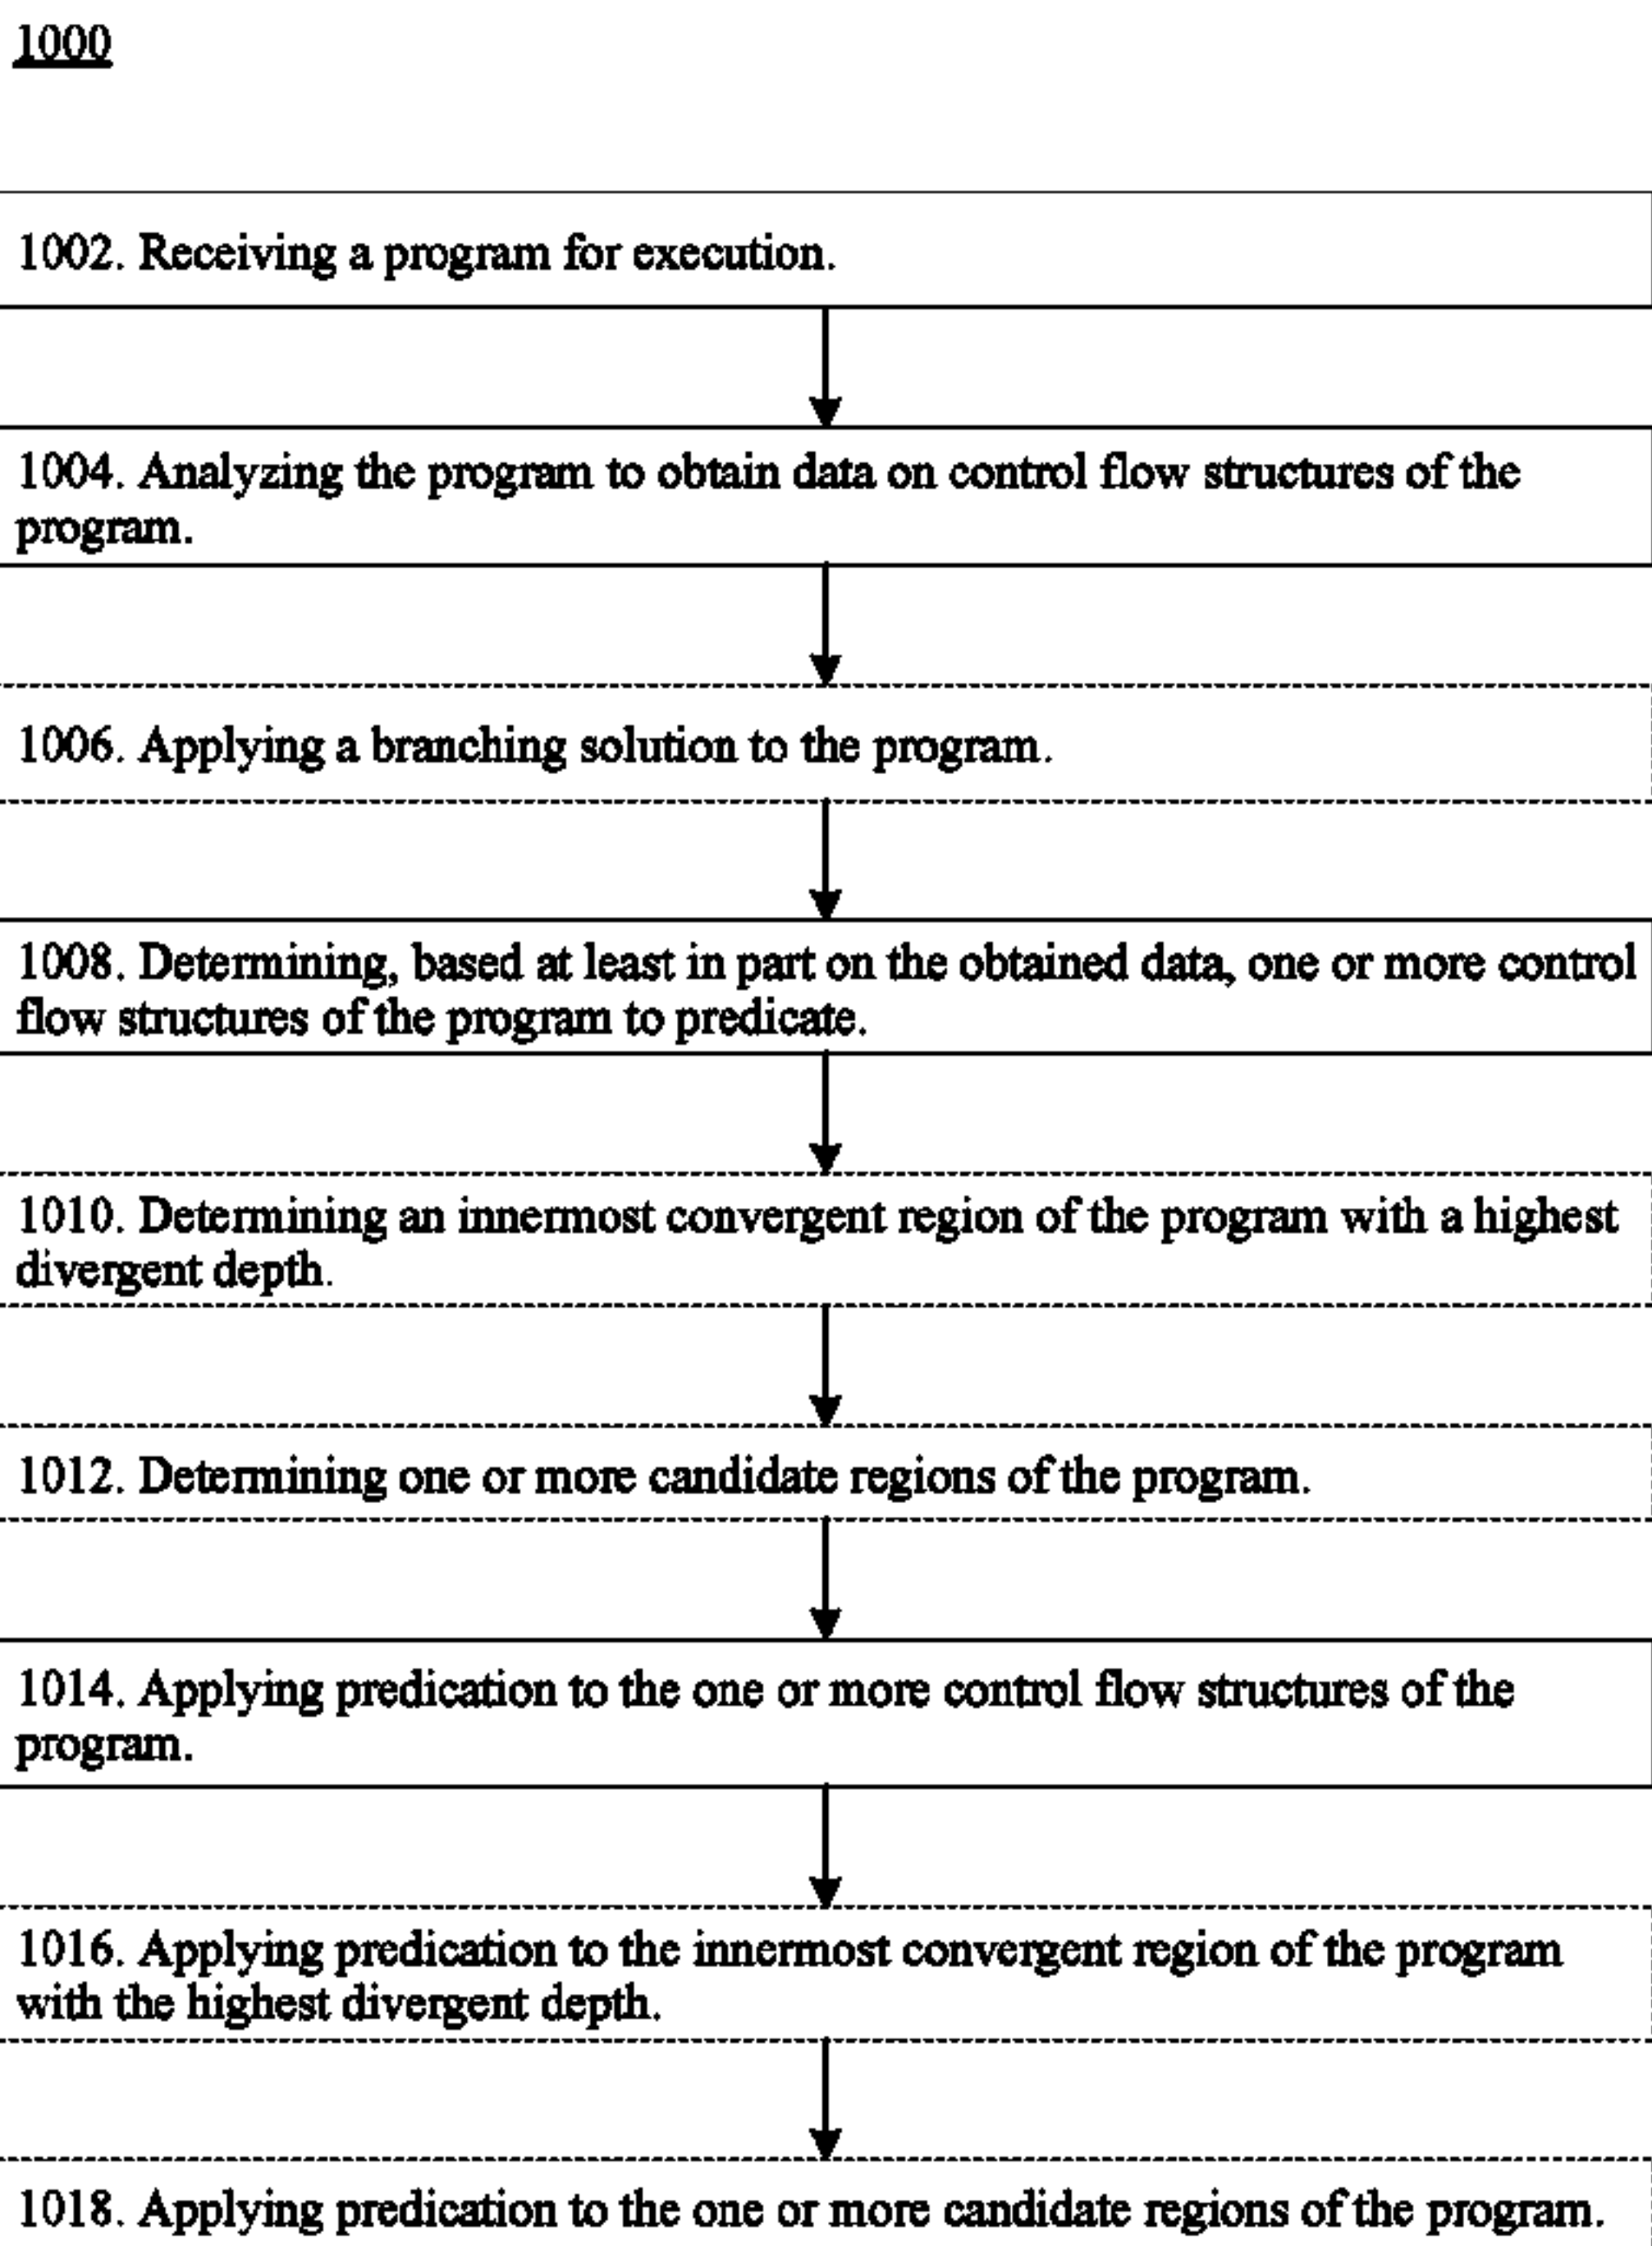 1000
1002. Receiving a program for execution.
1004. Analyzing the program to obtain data on control flow structures of the
program.
1006. Applying a branching solution to the program.
1008. Determining, based at least in part on the obtained data, one or more control
flow structures of the program to predicate.
1010. Determining an innermost convergent region of the program with a highest
divergent depth.
1012. Determining one or more candidate regions of the program.
1014. Applying predication to the one or more control flow structures of the
program.
1016. Applying predication to the innermost convergent region of the program
with the highest divergent depth.
1018. Applying predication to the one or more candidate regions of the program.